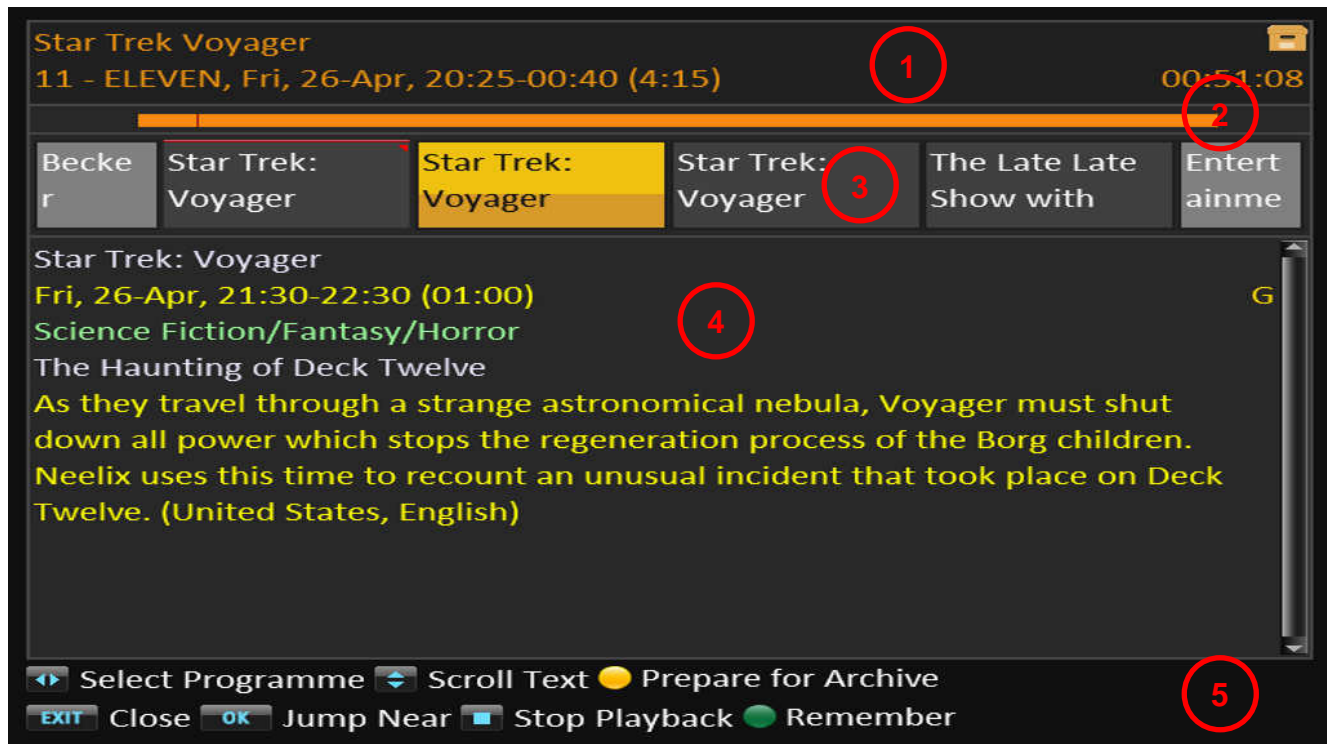 Star Trek Voyager
11 - ELEVEN, Fri, 26-Apr, 20:25-00:40 (4:15) 00:51:08
1
2
Becke Star Trek: Star Trek: Star Trek: The Late Late Entert
r Voyager Voyager Voyager Show with ainme
3
Star Trek: Voyager
Fri, 26-Apr, 21:30-22:30 (01:00) G
Science Fiction/Fantasy/Horror
4
The Haunting of Deck Twelve
As they travel through a strange astronomical nebula, Voyager must shut
down all power which stops the regeneration process of the Borg children.
Neelix uses this time to recount an unusual incident that took place on Deck
Twelve. (United States, English)
Select Programme Scroll Text Prepare for Archive
5
EXIT Close OK Jump Near Stop Playback Remember